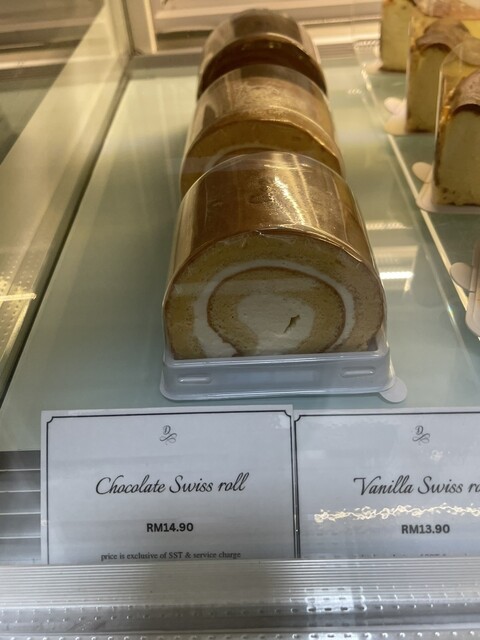 Chocolate Swiss roll
RM14.90
price is exclusive of SST & service charge
Vanilla Swiss ro
RM13.90